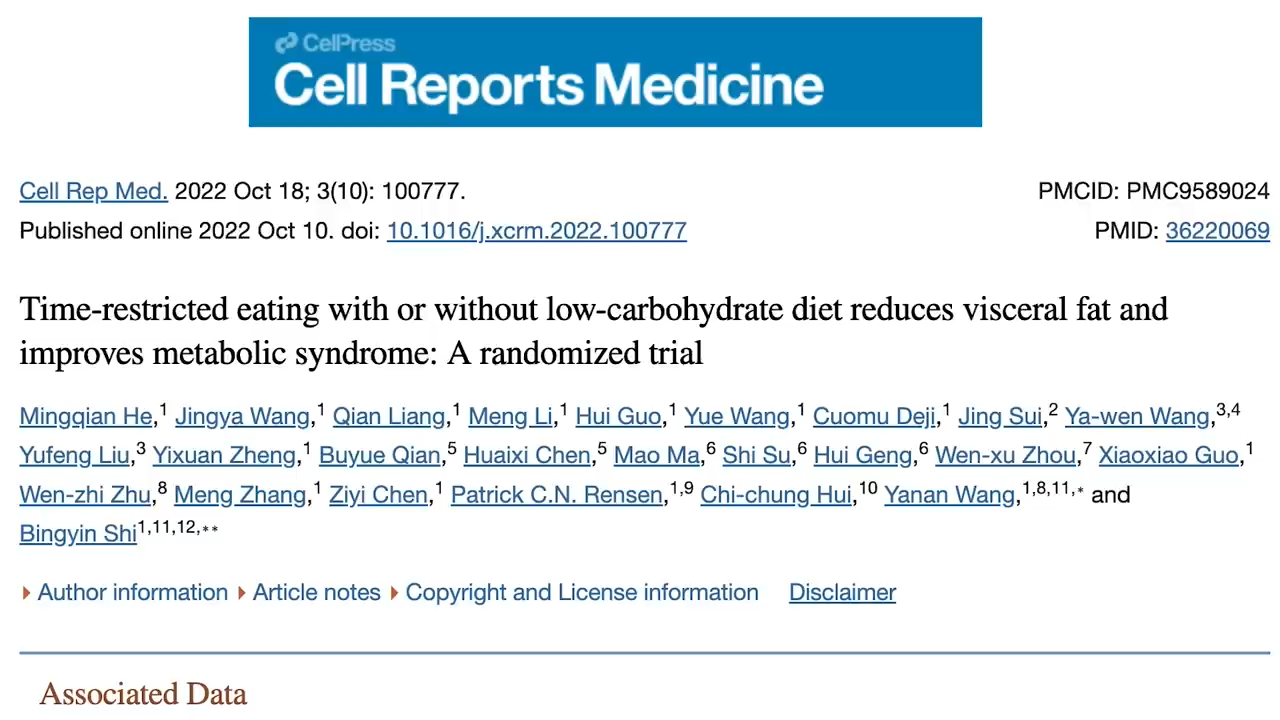 CellPress
Cell Reports Medicine
Cell Rep Med. 2022 Oct 18; 3(10): 100777.
PMCID: PMC9589024
Published online 2022 Oct 10. doi: 10.1016/j.xcrm.2022.100777
PMID: 36220069
Time-restricted eating with or without low-carbohydrate diet reduces visceral fat and
improves metabolic syndrome: A randomized trial
Mingqian He,1 Jingya Wang,1 Qian Liang,1 Meng Li,1 Hui Guo,1 Yue Wang,1 Cuomu Deji,1 Jing Sui,2 Ya-wen Wang,3,4
Yufeng Liu,3 Yixuan Zheng,1 Buyue Qian,5 Huaixi Chen,5 Mao Ma,6 Shi Su,6 Hui Geng,6 Wen-xu Zhou,7 Xiaoxiao Guo,1
Wen-zhi Zhu,8 Meng Zhang,1 Ziyi Chen,1 Patrick C.N. Rensen,1,9 Chi-chung Hui,10 Yanan Wang,1,8,11,* and
Bingyin Shi1,11,12,**
Author information Article notes Copyright and License information Disclaimer
Associated Data